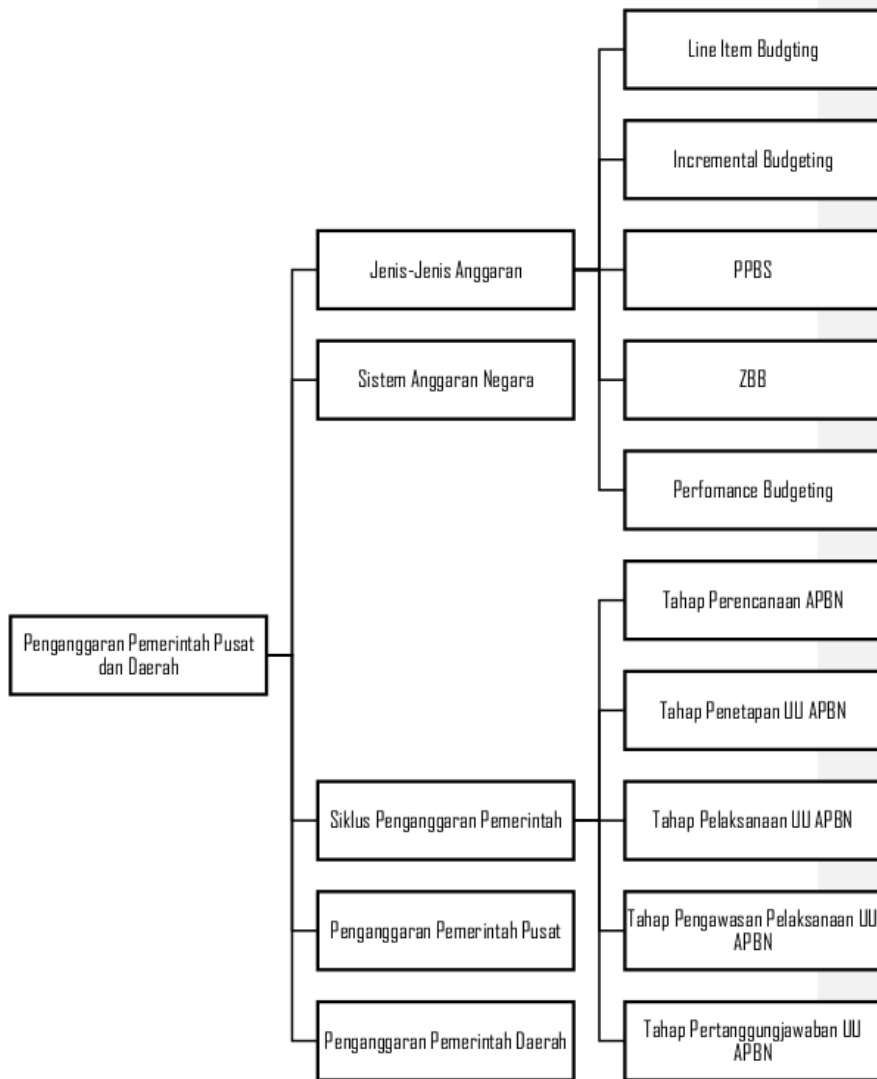 Penganggaran Pemerintah Pusat
dan Daerah
Jenis-Jenis Anggaran
Line Item Budgting
Incremental Budgeting
PPBS
ZBB
Perfomance Budgeting
Sistem Anggaran Negara
Siklus Penganggaran Pemerintah
Tahap Perencanaan APBN
Tahap Penetapan UU APBN
Tahap Pelaksanaan UU APBN
Tahap Pengawasan Pelaksanaan UU
APBN
Tahap Pertanggungjawaban UU
APBN
Penganggaran Pemerintah Pusat
Penganggaran Pemerintah Daerah